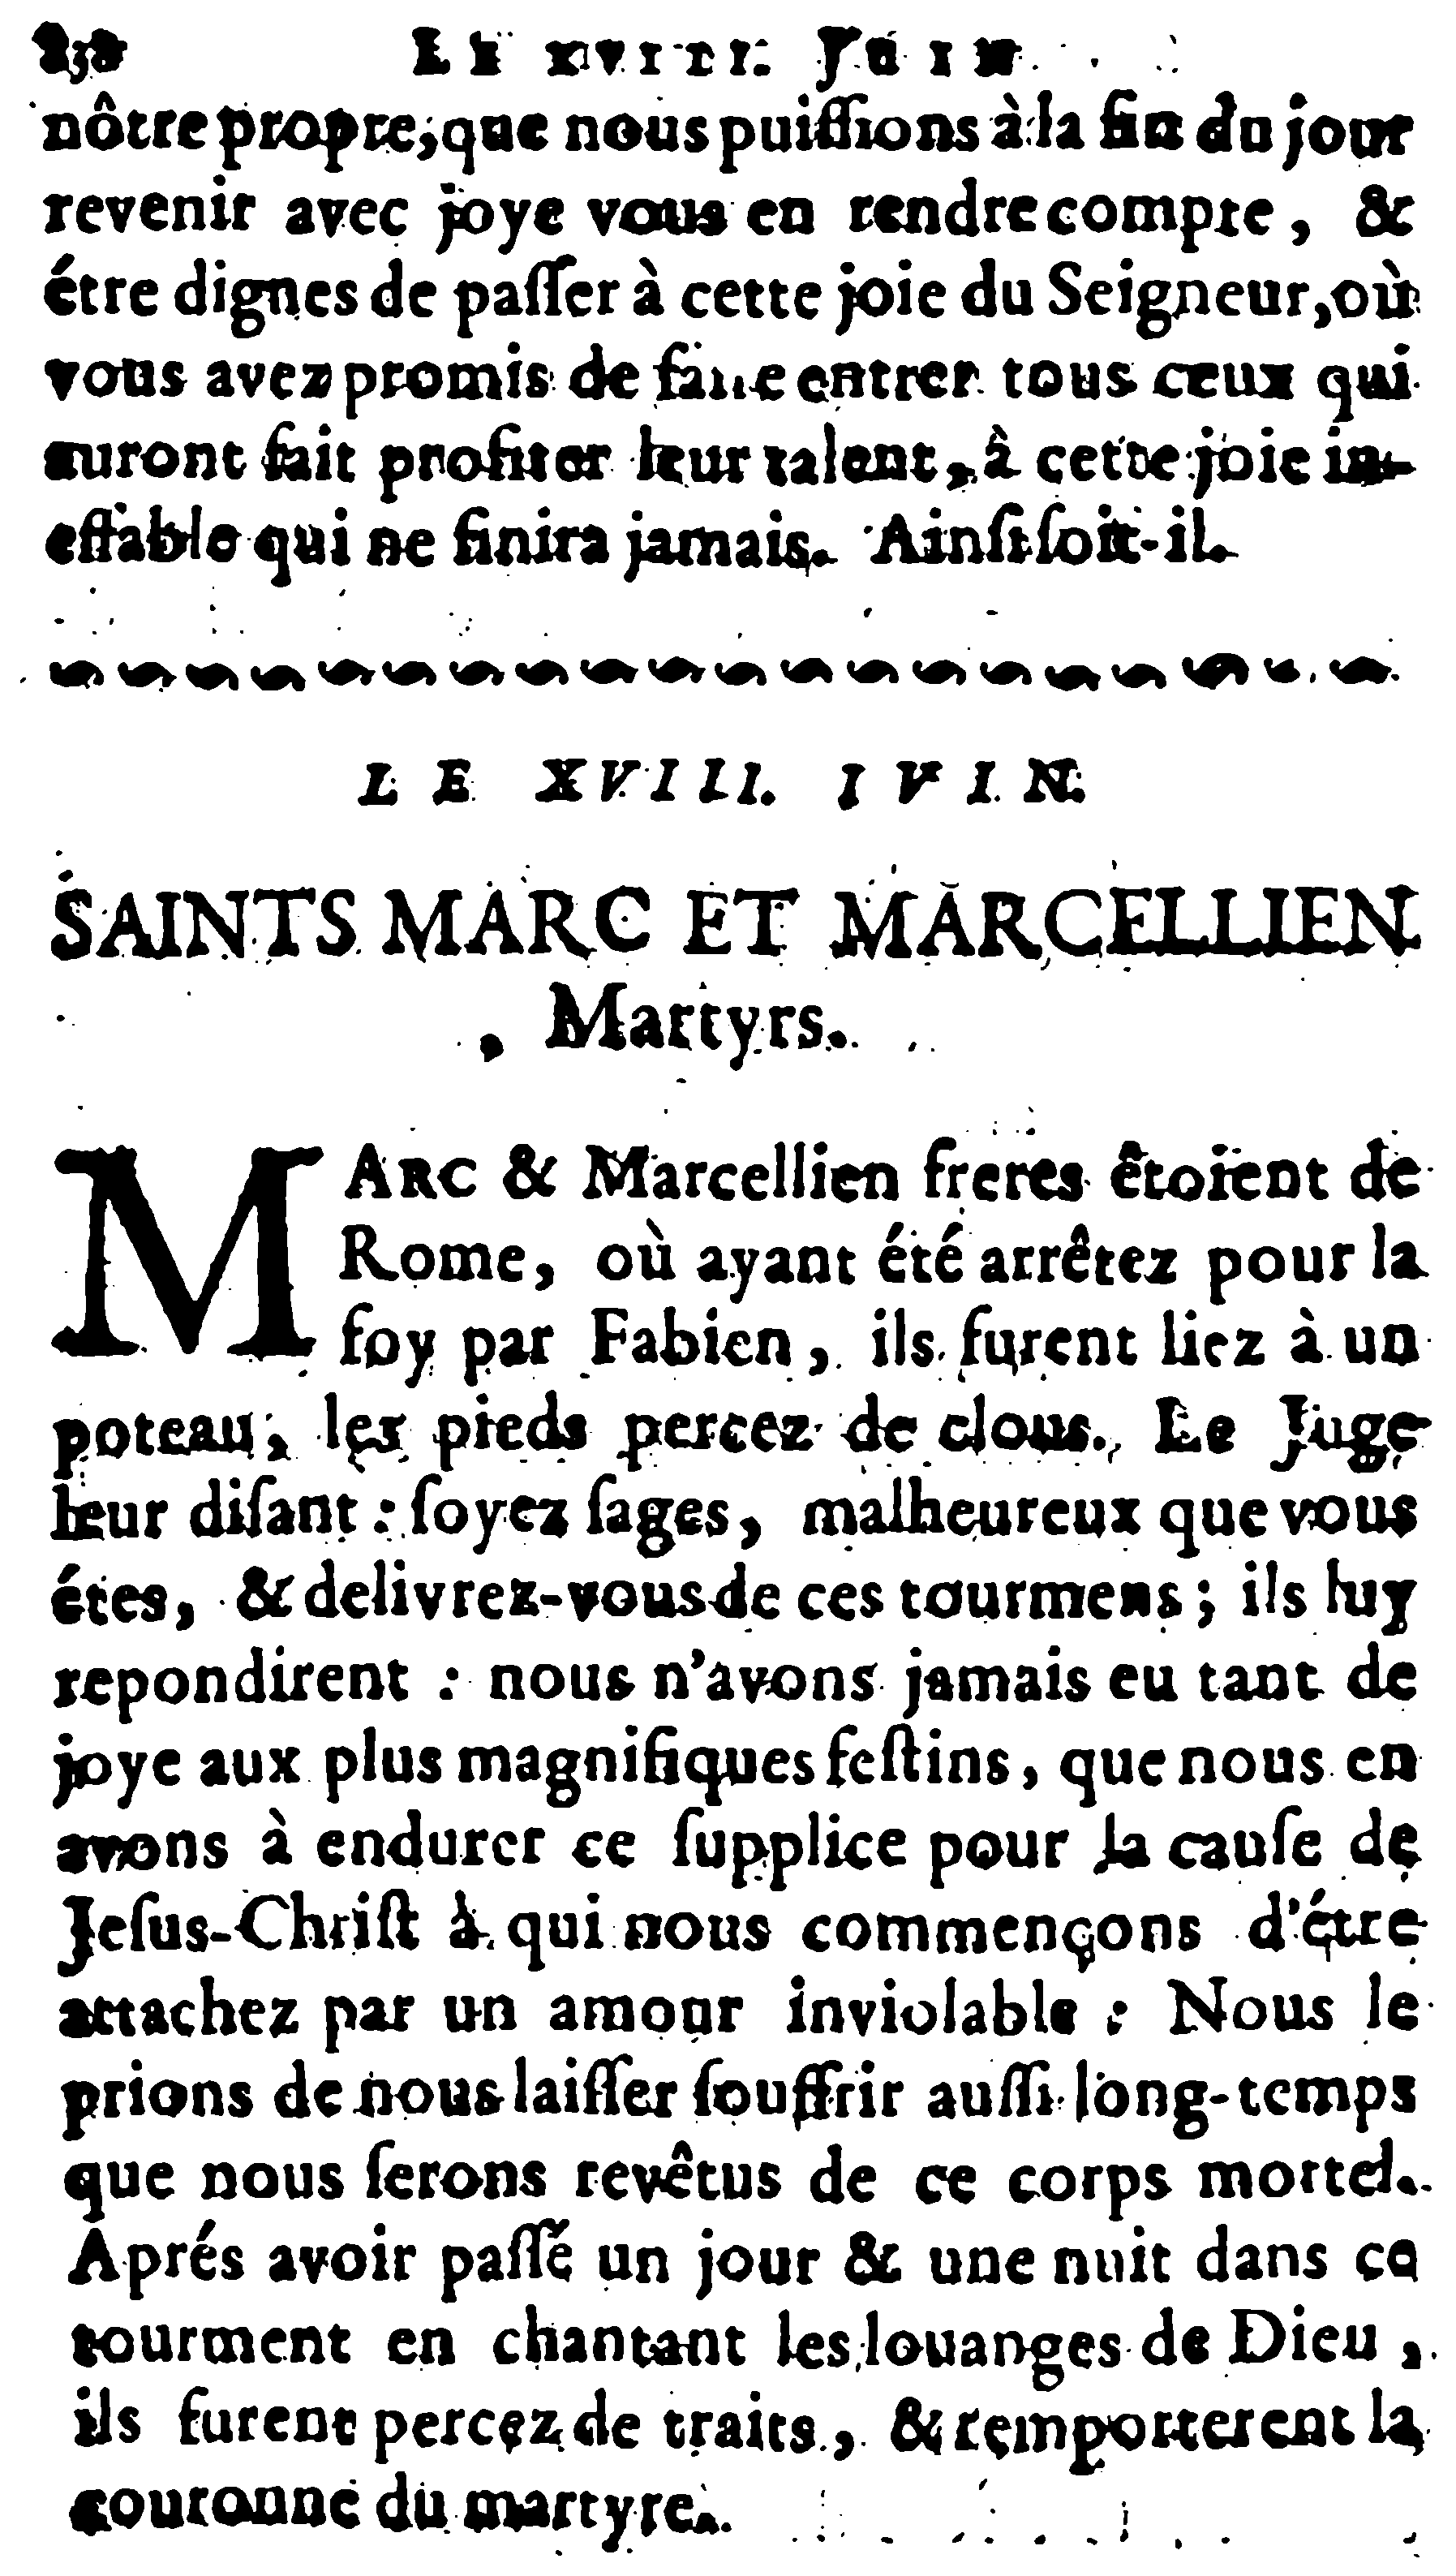 LE XVIII. JUIN
nôtre propre, que nous puiſſions à la fin du jour
revenir avec joye vous en rendre compte, &
étre dignes de paſſer à cette joie du Seigneur, où
vous avez promis de faire entrer tous ceux qui
auront fait profiter leur talent, à cette joie in-
effable qui ne finira jamais. Ainſi ſoit-il.
LE XVIII. IVIN.
SAINTS MARC ET MARCELLIEN
Martyrs.
MARC & Marcellien freres êtoient de
Rome, où ayant été arrêtez pour la
foy par Fabien, ils furent liez à un
poteau, les pieds percez de clous. Le Juge
leur diſant : ſoyez ſages, malheureux que vous
étes, & delivrez-vous de ces tourmens ; ils luy
repondirent : nous n'avons jamais eu tant de
joye aux plus magnifiques feſtins, que nous en
avons à endurer ce ſupplice pour la cauſe de
Jeſus-Chriſt à qui nous commençons d'étre
attachez par un amour inviolable : Nous le
prions de nous laiſſer ſouffrir auſſi long-temps
que nous ſerons revêtus de ce corps mortel.
Aprés avoir paſſé un jour & une nuit dans ce
tourment en chantant les louanges de Dieu,
ils furent percez de traits, & remporterent la
couronne du martyre.